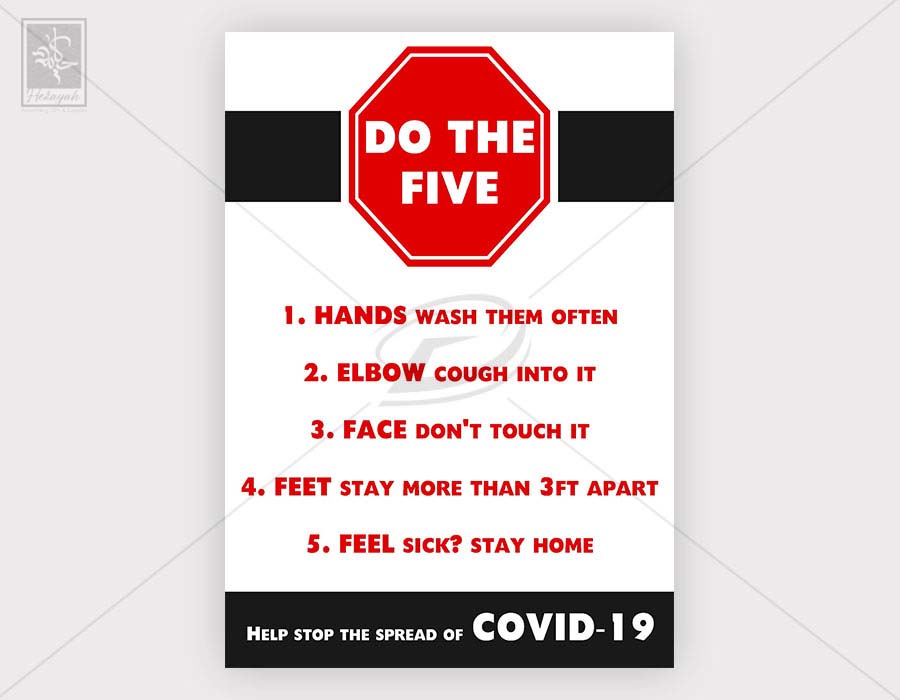 Hekayah
DO THE
FIVE
1. HANDS WASH THEM OFTEN
2. ELBOW COUGH INTO IT
3. FACE DON'T TOUCH IT
4. FEET STAY MORE THAN 3FT APART
5. FEEL SICK? STAY HOME
HELP STOP THE SPREAD OF COVID-19